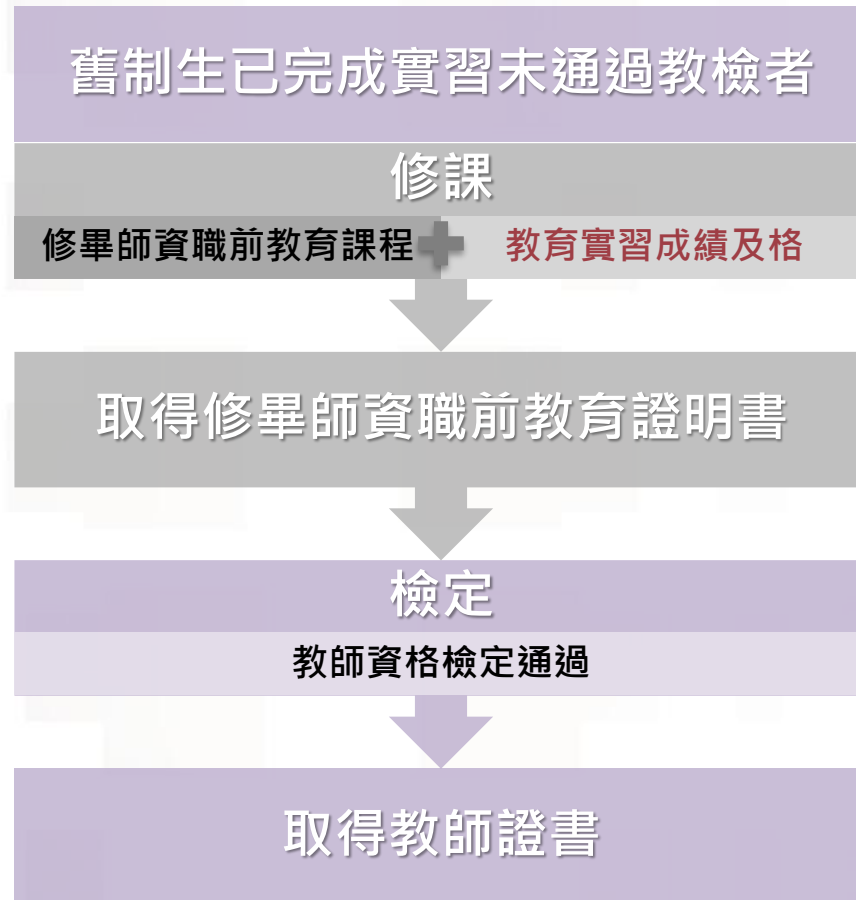 舊制生已完成實習未通過教檢者
修課
修畢師資職前教育課程
教育實習成績及格
取得修畢師資職前教育證明書
檢定
教師資格檢定通過
取得教師證書